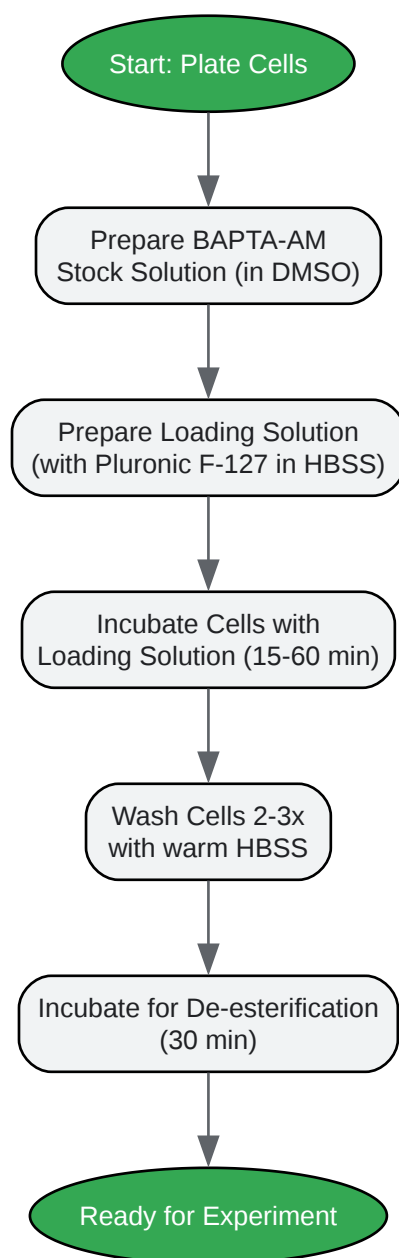 Start: Plate Cells
Prepare BAPTA-AM
Stock Solution (in DMSO)
Prepare Loading Solution
(with Pluronic F-127 in HBSS)
Incubate Cells with
Loading Solution (15-60 min)
Wash Cells 2-3x
with warm HBSS
Incubate for De-esterification
(30 min)
Ready for Experiment